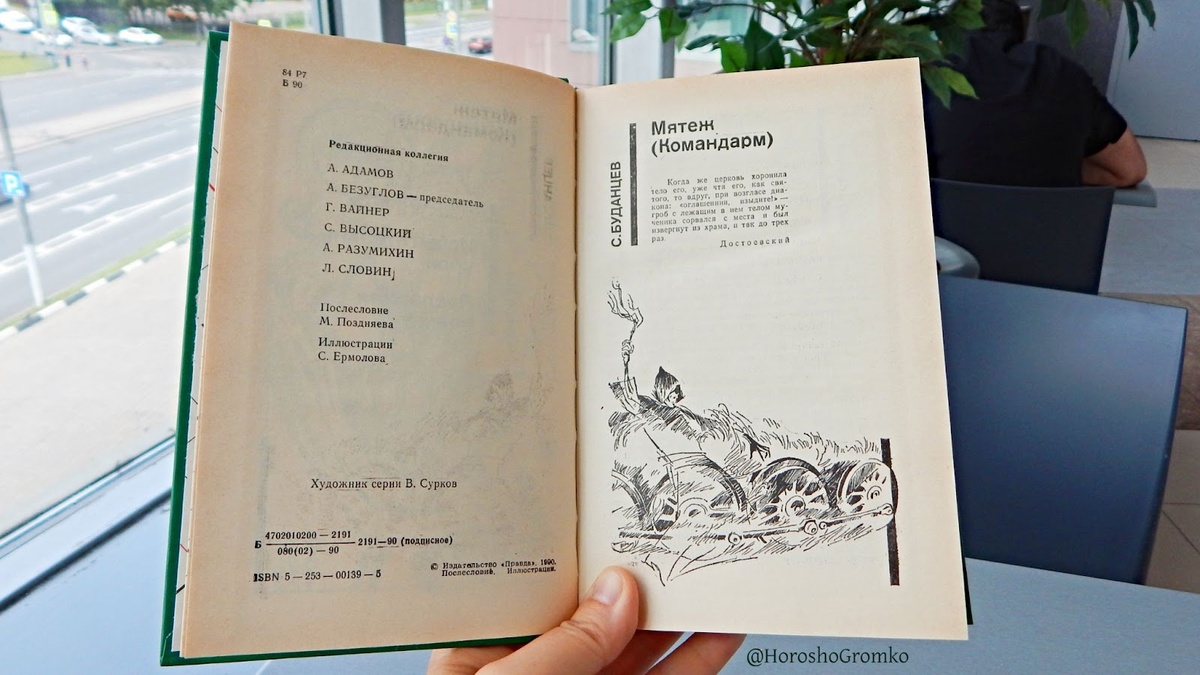 84 Р7
Б 90
Редакционная коллегия
А. АДАМОВ
А. БЕЗУГЛОВ — председатель
Г. ВАЙНЕР
С. ВЫСОЦКИЙ
А. РАЗУМИХИН
Л. СЛОВИН
Послесловие
М. Поздняева
Иллюстрации
С. Ермолова
Художник серии В. Сурков
Б 4702010200 — 2191
080(02) — 90
2191—90 (подписное)
ISBN 5 — 253 — 00139 — 5
© Издательство «Правда», 1990.
Послесловие. Иллюстрации.
С. БУДАНЦЕВ
Мятеж
(Командарм)
Когда же церковь хоронила
тело его, уже чтя его, как свя-
того, то вдруг, при возгласе диа-
кона: «оглашеннии, изыдите!» —
гроб с лежащим в нем телом му-
ченика сорвался с места и был
извергнут из храма, и так до трех
раз.
Достоевский
@HoroshoGromko